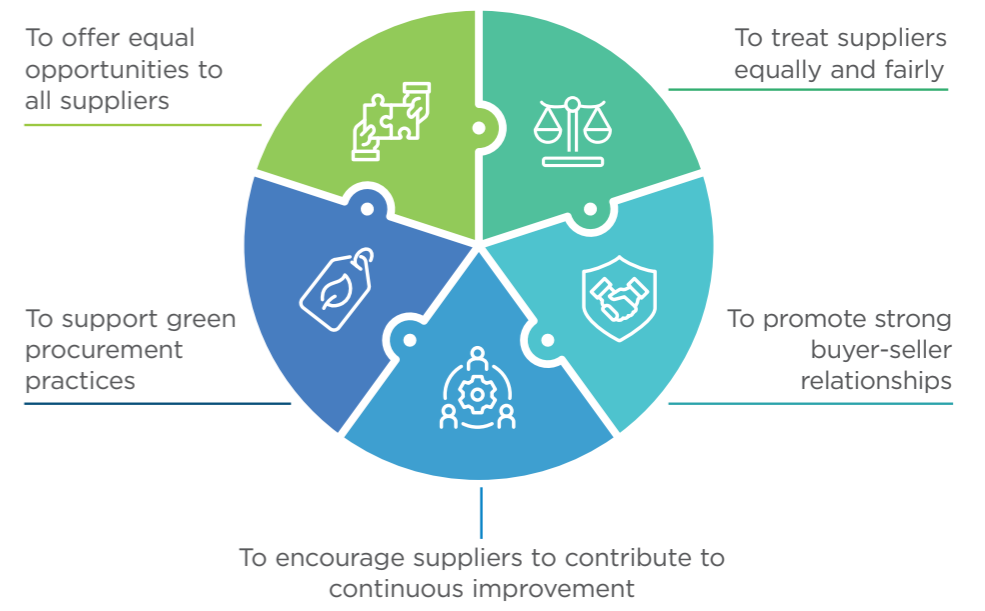 To offer equal
opportunities to
all suppliers
To treat suppliers
equally and fairly
To support green
procurement
practices
To promote strong
buyer-seller
relationships
To encourage suppliers to contribute to
continuous improvement